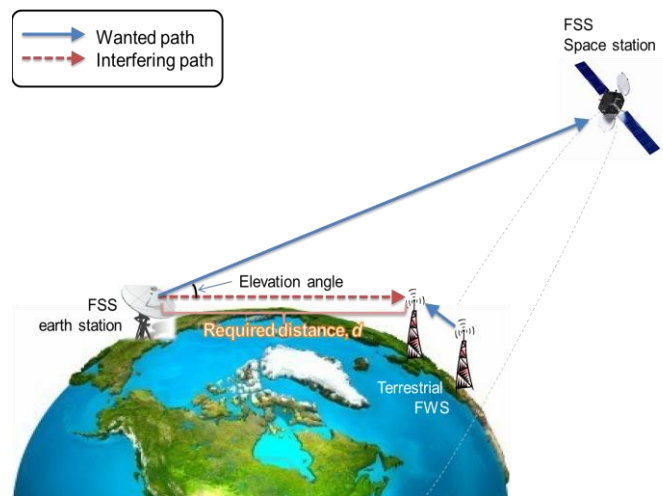 Wanted path
Interfering path
FSS
Space station
Elevation angle
FSS
earth station
Required distance, d
Terrestrial
FWS